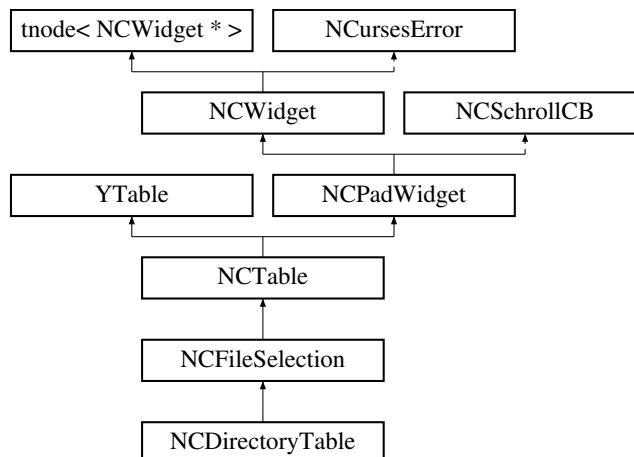 tnode< NCWidget * >
NCursesError
NCWidget
NCSchrollCB
YTable
NCPadWidget
NCTable
NCFileSelection
NCDirectoryTable